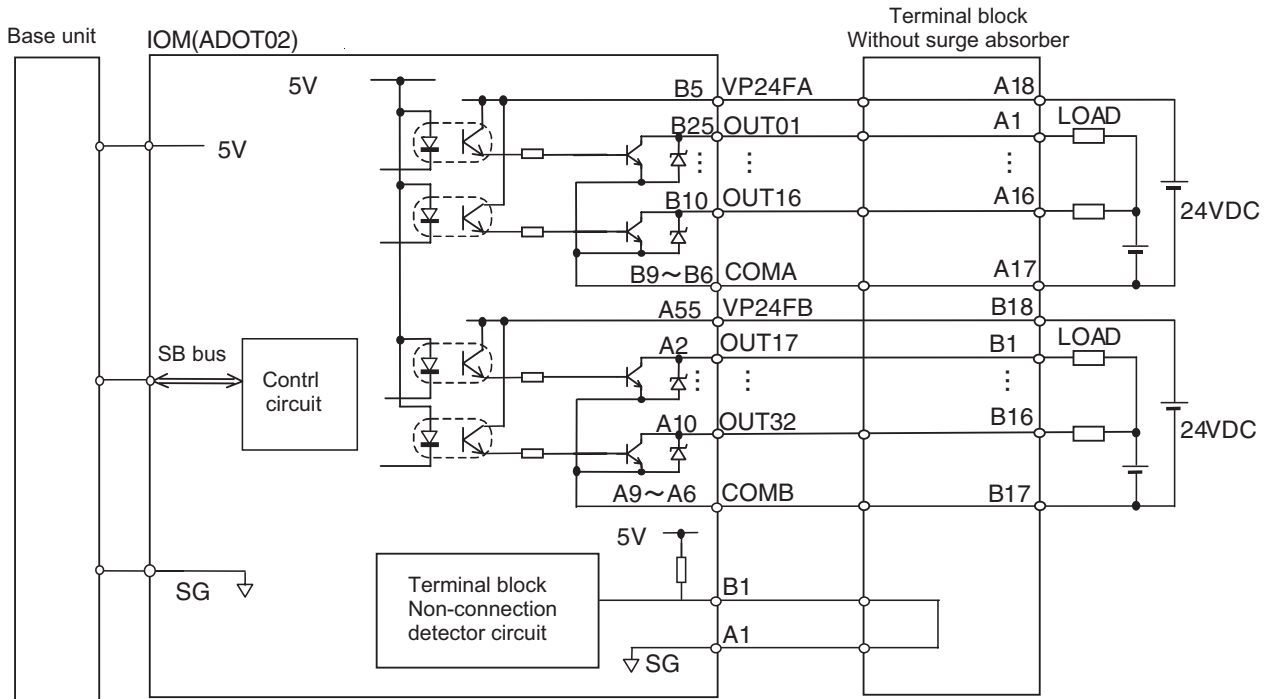 Terminal block
Without surge absorber
Base unit
IOM(ADOT02)
5V
B5 VP24FA A18
B25 OUT01 A1 LOAD
5V
B10 OUT16 A16
24VDC
B9~B6 COMA A17
A55 VP24FB B18
A2 OUT17 B1 LOAD
SB bus
Contrl
circuit
A10 OUT32 B16
24VDC
A9~A6 COMB B17
5V
SG
Terminal block
Non-connection
detector circuit
B1
A1
SG